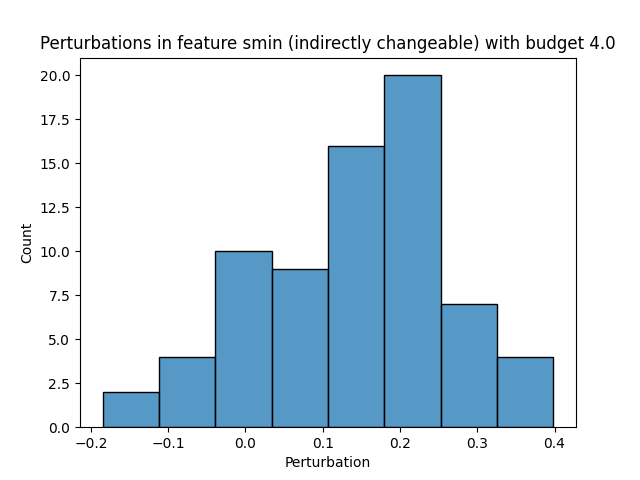 Perturbations in feature smin (indirectly changeable) with budget 4.0
20.0
17.5
15.0
12.5
10.0
7.5
5.0
2.5
0.0
Count
−0.2 −0.1 0.0 0.1 0.2 0.3 0.4
Perturbation